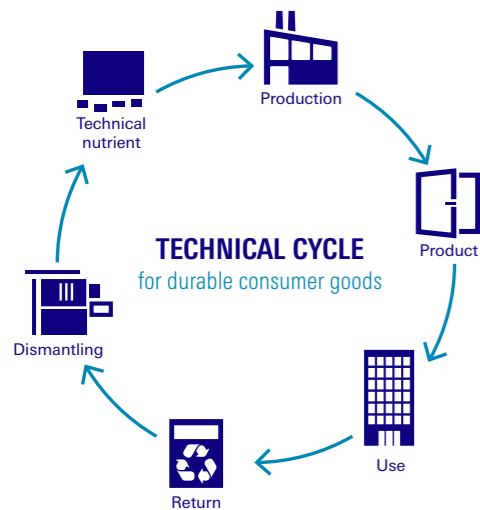 Production
Technical
nutrient
Product
TECHNICAL CYCLE
for durable consumer goods
Dismantling
Use
Return